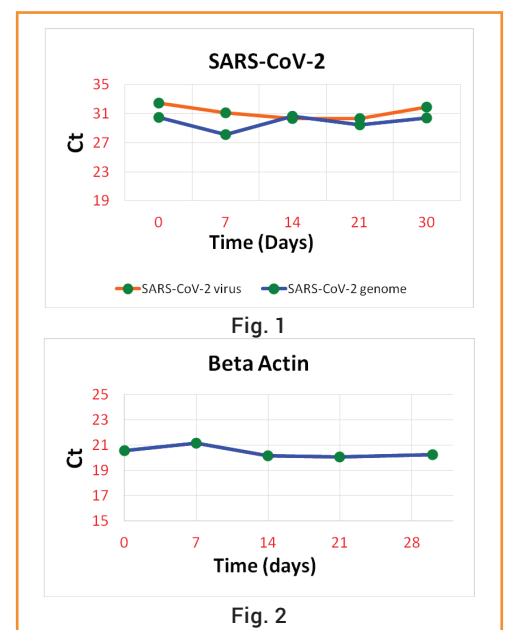 SARS-CoV-2
35
31
27
23
19
Ct
0 7 14 21 30
Time (Days)
SARS-CoV-2 virus SARS-CoV-2 genome
Fig. 1
Beta Actin
25
23
21
19
17
15
Ct
0 7 14 21 28
Time (days)
Fig. 2